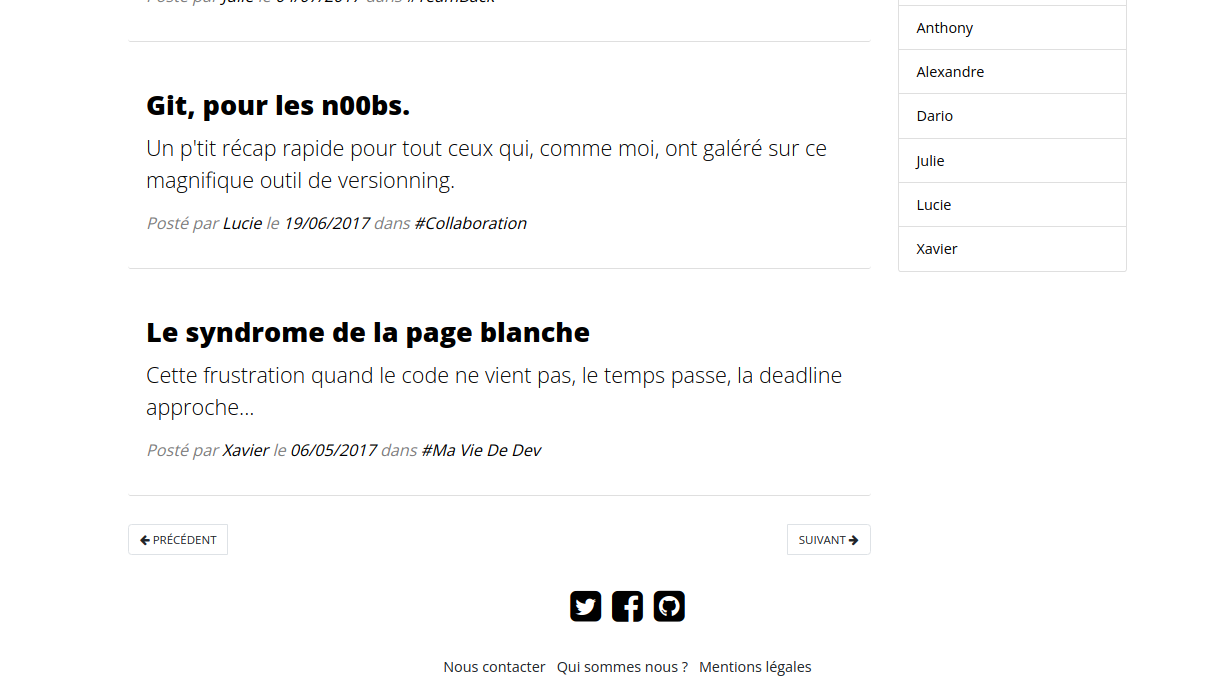 Posté par Julie le 04/07/2017 dans #TeamBack
Git, pour les n00bs.
Un p'tit récap rapide pour tout ceux qui, comme moi, ont galéré sur ce
magnifique outil de versionning.
Posté par Lucie le 19/06/2017 dans #Collaboration
Le syndrome de la page blanche
Cette frustration quand le code ne vient pas, le temps passe, la deadline
approche...
Posté par Xavier le 06/05/2017 dans #Ma Vie De Dev
PRÉCÉDENT
SUIVANT
Anthony
Alexandre
Dario
Julie
Lucie
Xavier
Nous contacter Qui sommes nous ? Mentions légales